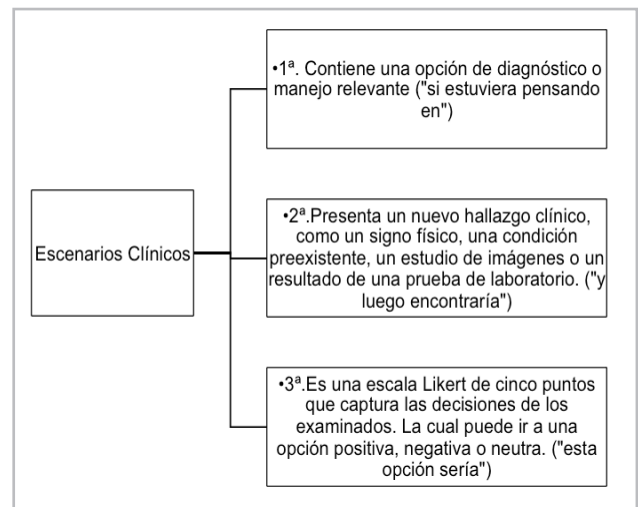 •1ª. Contiene una opción de diagnóstico o
manejo relevante ("si estuviera pensando
en")
Escenarios Clínicos
•2ª.Presenta un nuevo hallazgo clínico,
como un signo físico, una condición
preexistente, un estudio de imágenes o un
resultado de una prueba de laboratorio. ("y
luego encontraría")
•3ª.Es una escala Likert de cinco puntos
que captura las decisiones de los
examinados. La cual puede ir a una
opción positiva, negativa o neutra. ("esta
opción sería")